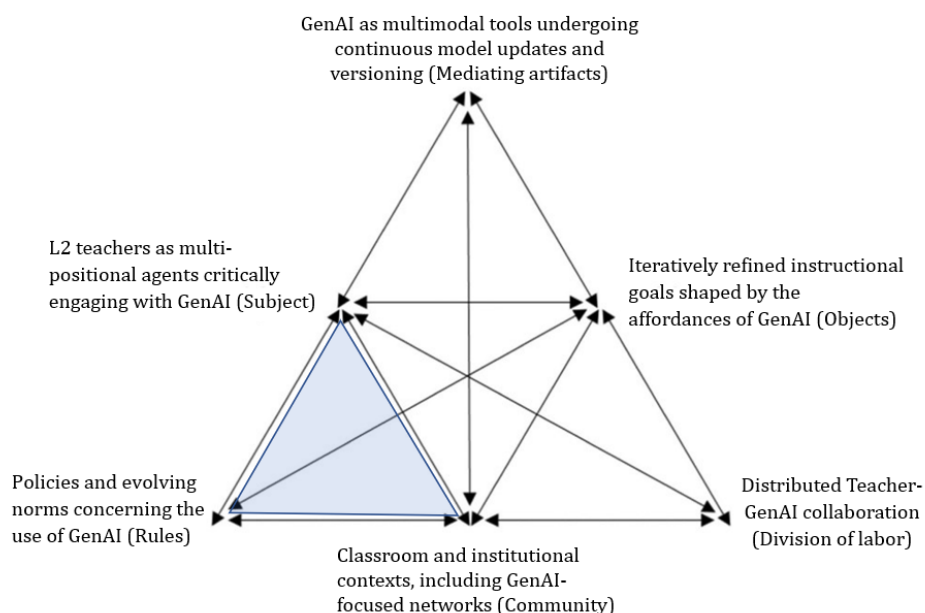 GenAI as multimodal tools undergoing
continuous model updates and
versioning (Mediating artifacts)
L2 teachers as multi-
positional agents critically
engaging with GenAI (Subject)
Iteratively refined instructional
goals shaped by the
affordances of GenAI (Objects)
Policies and evolving
norms concerning the
use of GenAI (Rules)
Classroom and institutional
contexts, including GenAI-
focused networks (Community)
Distributed Teacher-
GenAI collaboration
(Division of labor)